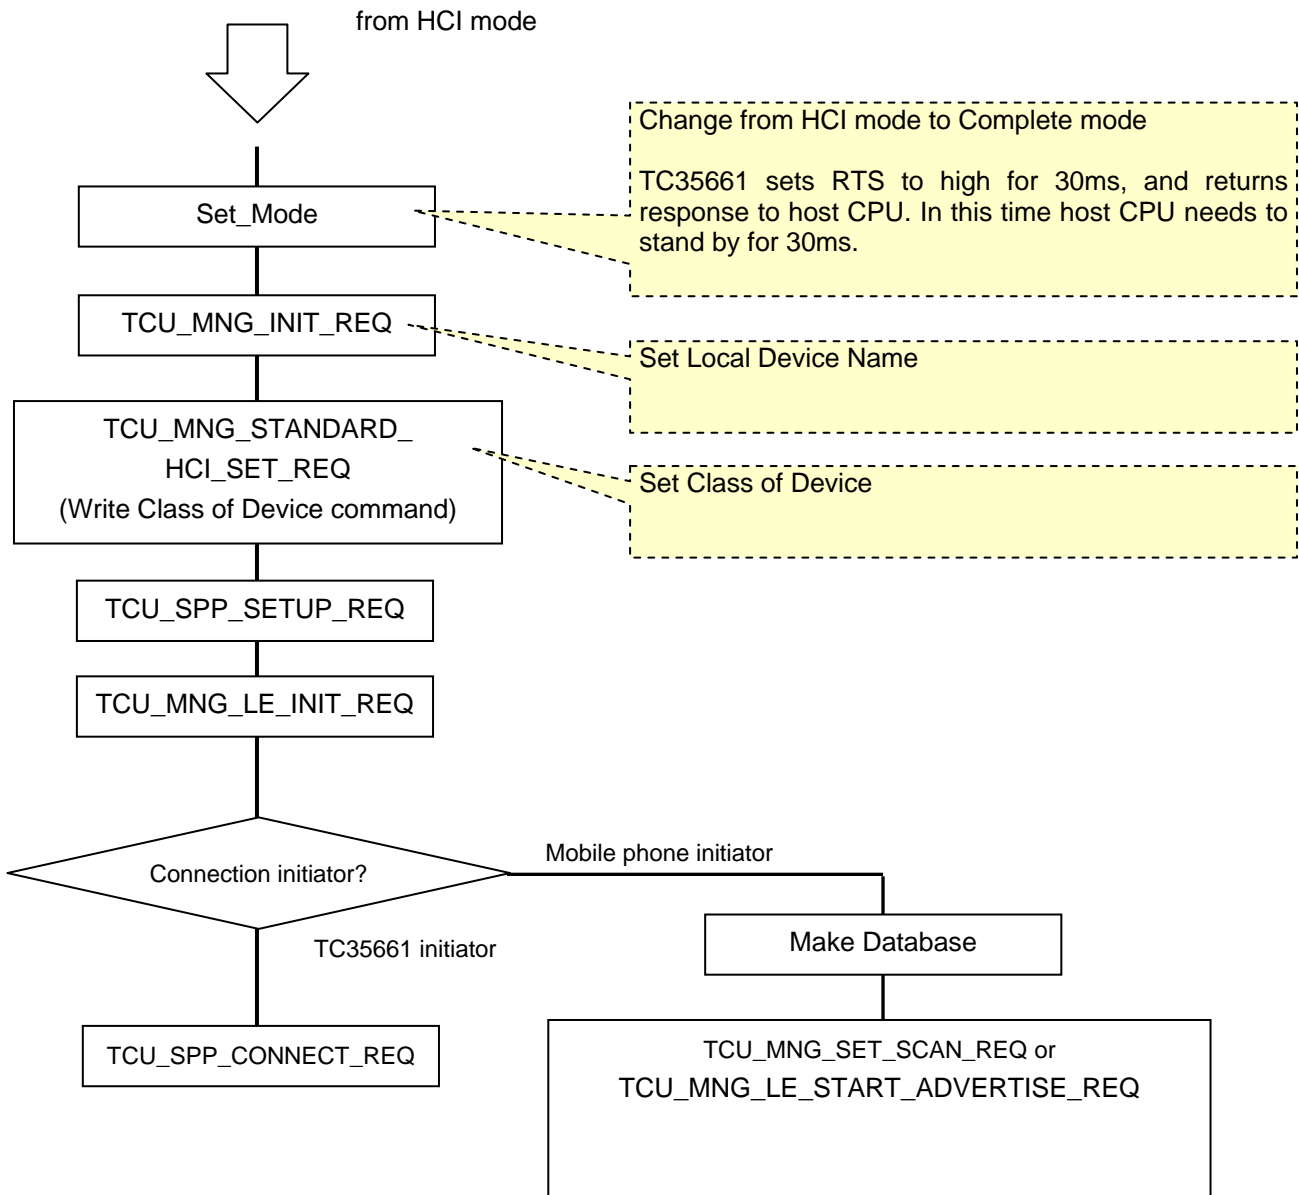 from HCI mode
Change from HCI mode to Complete mode
TC35661 sets RTS to high for 30ms, and returns
response to host CPU. In this time host CPU needs to
stand by for 30ms.
Set_Mode
TCU_MNG_INIT_REQ
Set Local Device Name
TCU_MNG_STANDARD_
HCI_SET_REQ
(Write Class of Device command)
Set Class of Device
TCU_SPP_SETUP_REQ
TCU_MNG_LE_INIT_REQ
Connection initiator?
Mobile phone initiator
TC35661 initiator
Make Database
TCU_SPP_CONNECT_REQ
TCU_MNG_SET_SCAN_REQ or
TCU_MNG_LE_START_ADVERTISE_REQ